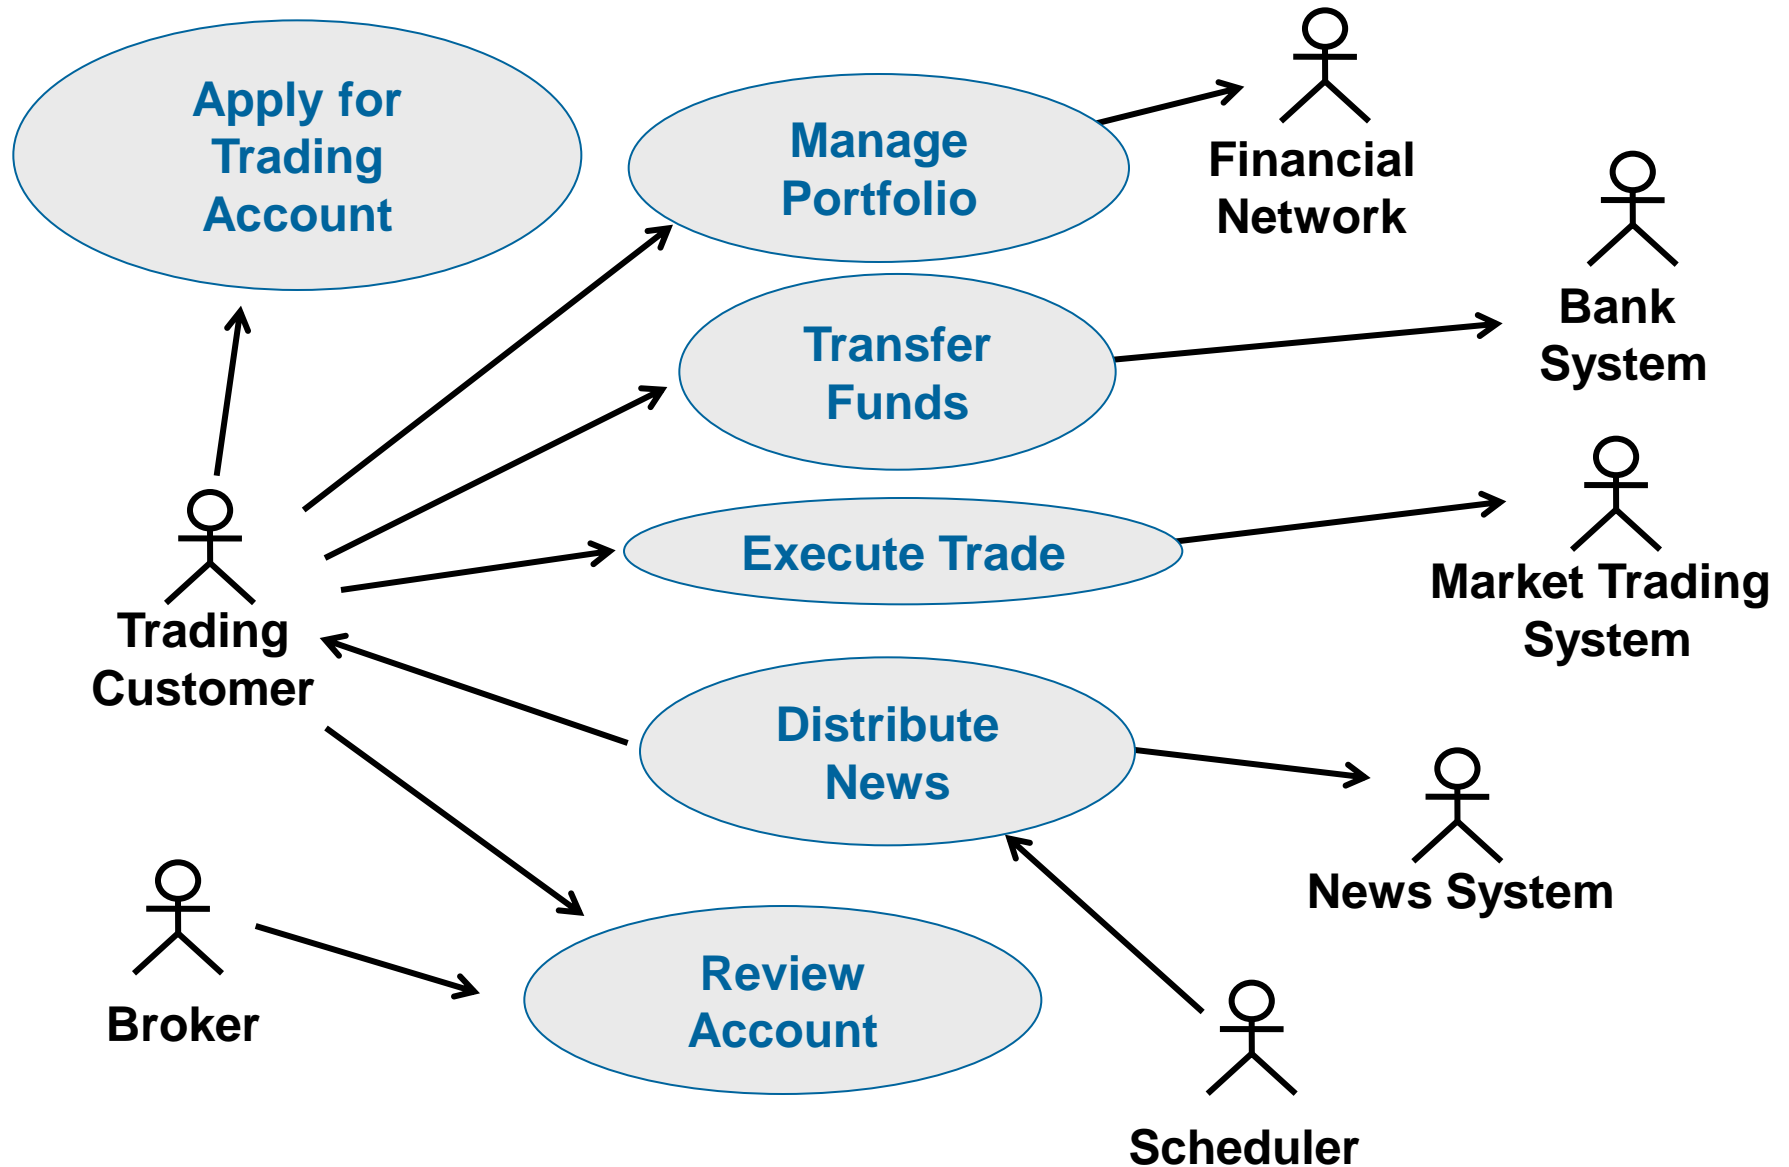 Apply for
Trading
Account
Manage
Portfolio
Financial
Network
Bank
System
Transfer
Funds
Execute Trade
Market Trading
System
Trading
Customer
Distribute
News
News System
Broker
Review
Account
Scheduler